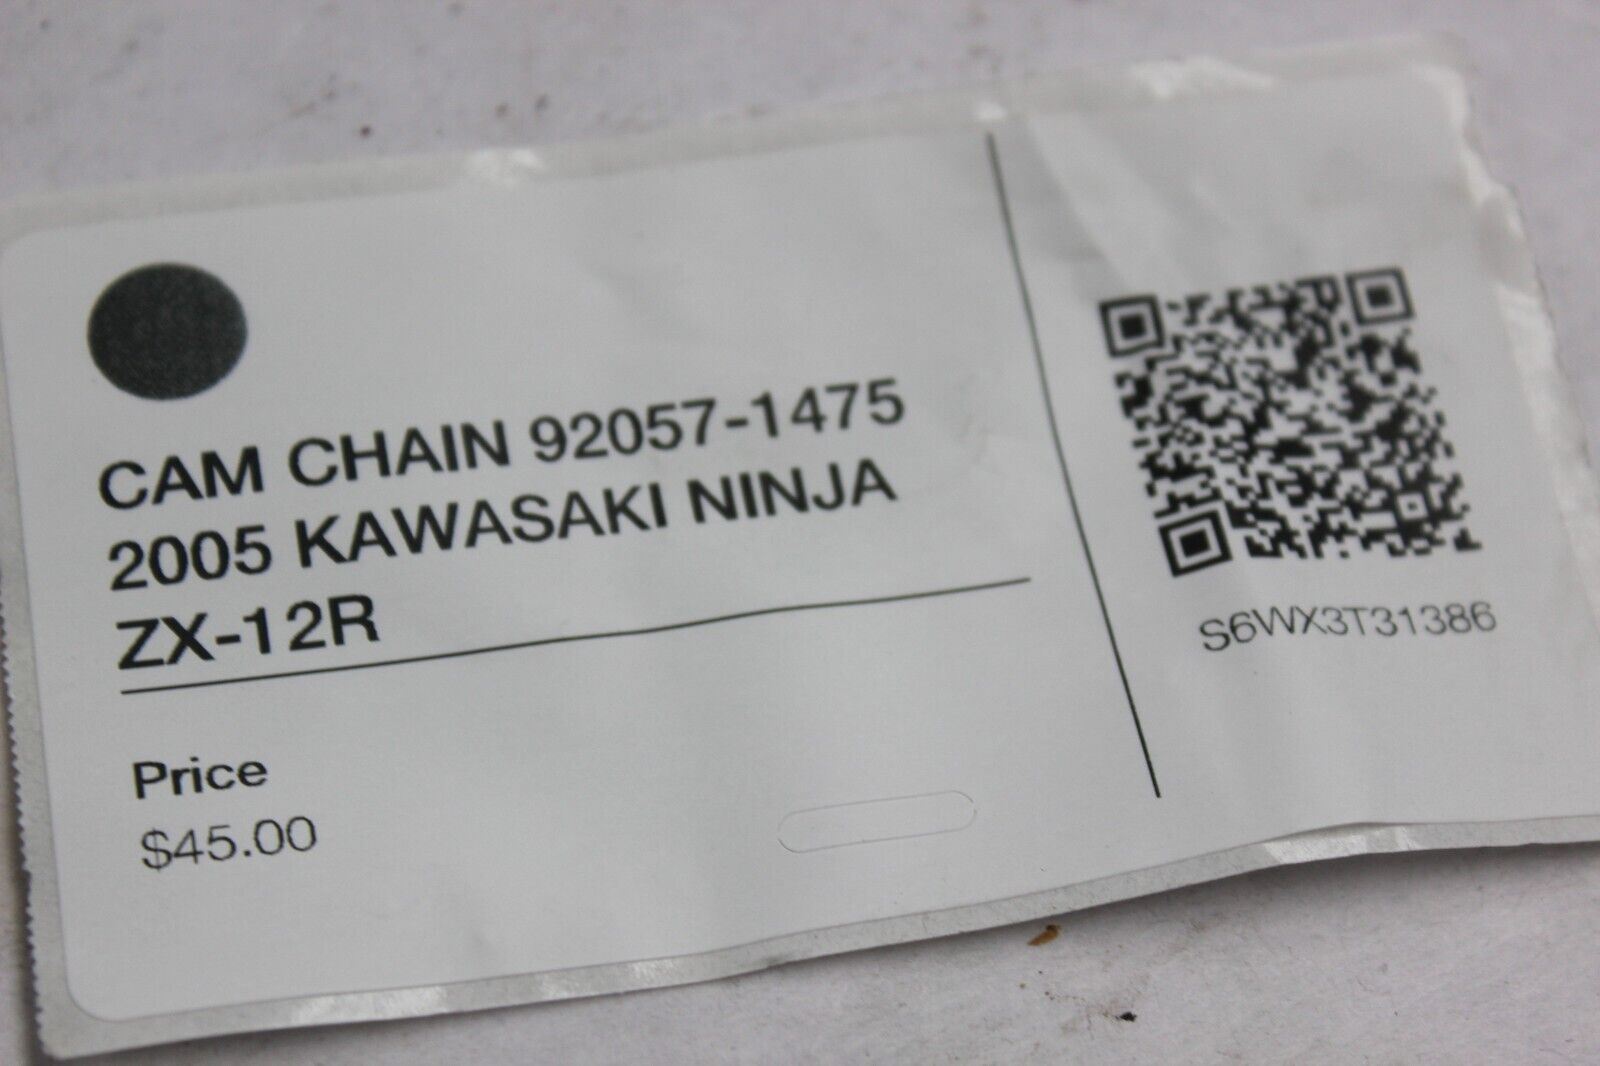 CAM CHAIN 92057-1475
2005 KAWASAKI NINJA
ZX-12R
Price
$45.00
S6WX3T31386